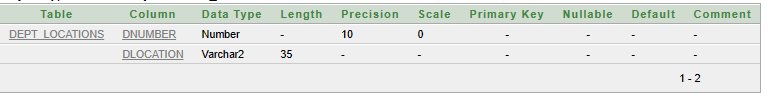 Table Column Data Type Length Precision Scale Primary Key Nullable Default Comment
DEPT_LOCATIONS DNUMBER Number - 10 0 - - - -
DLOCATION Varchar2 35 - - - - - -
1 - 2